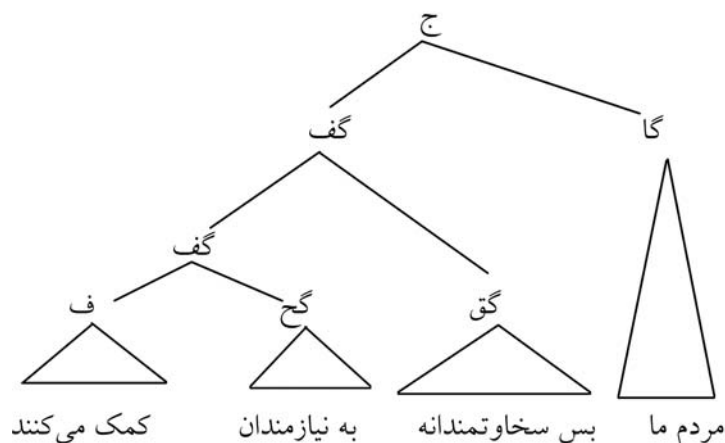 ج
گا
گف
گف
گق
گح
ف
مردم ما بس سخاوتمندانه به نیازمندان کمک می‌کنند